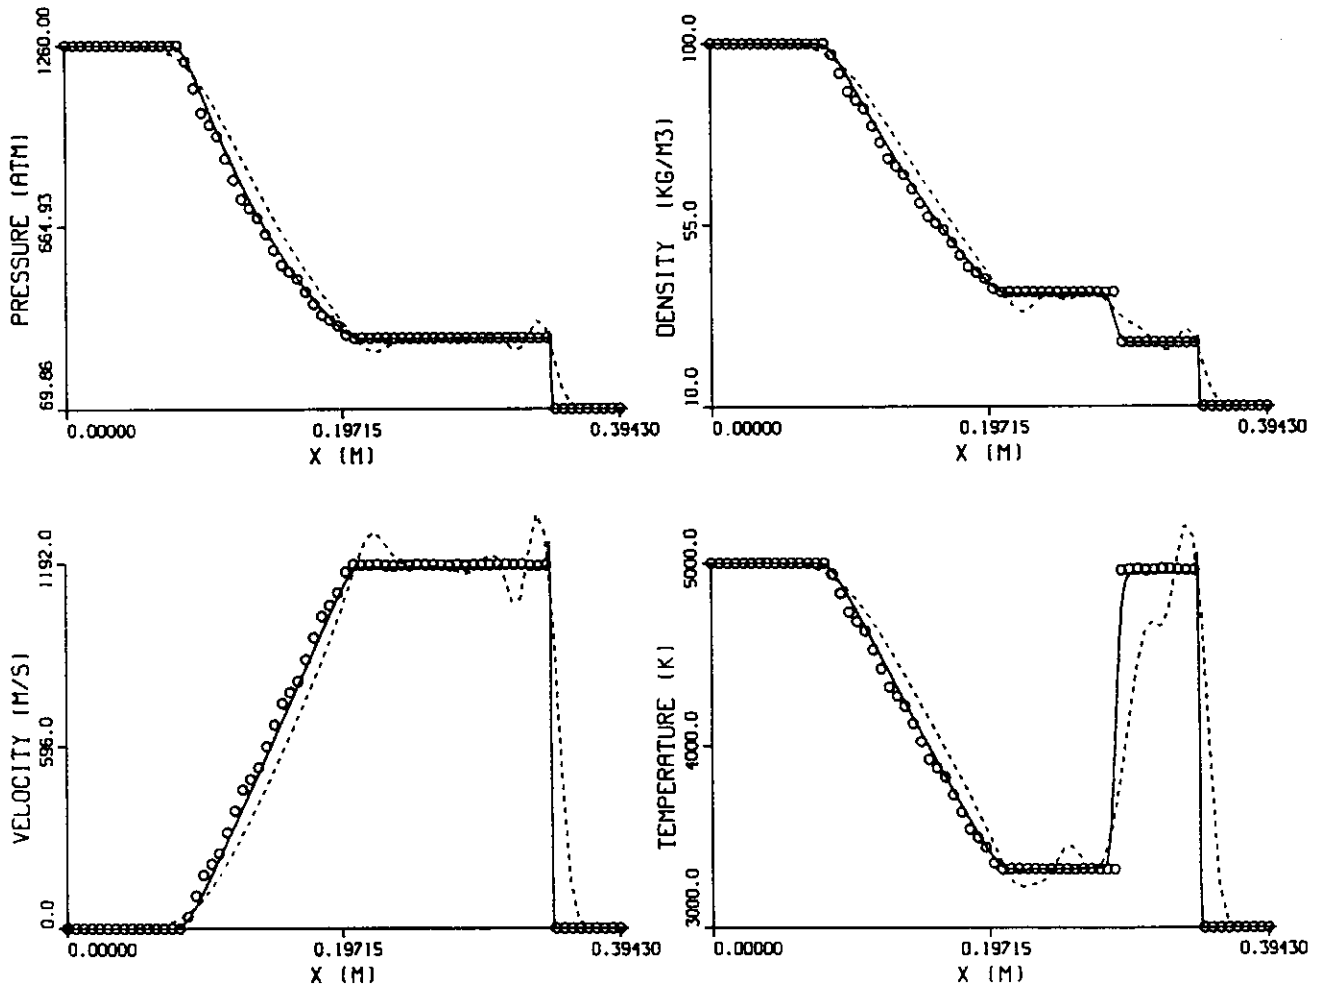 1260.00
664.93
69.86
PRESSURE (ATM)
0.00000 0.19715 0.39430
X (M)
100.0
55.0
10.0
DENSITY (KG/M3)
0.00000 0.19715 0.39430
X (M)
1192.0
596.0
0.0
VELOCITY (M/S)
0.00000 0.19715 0.39430
X (M)
5000.0
4000.0
3000.0
TEMPERATURE (K)
0.00000 0.19715 0.39430
X (M)